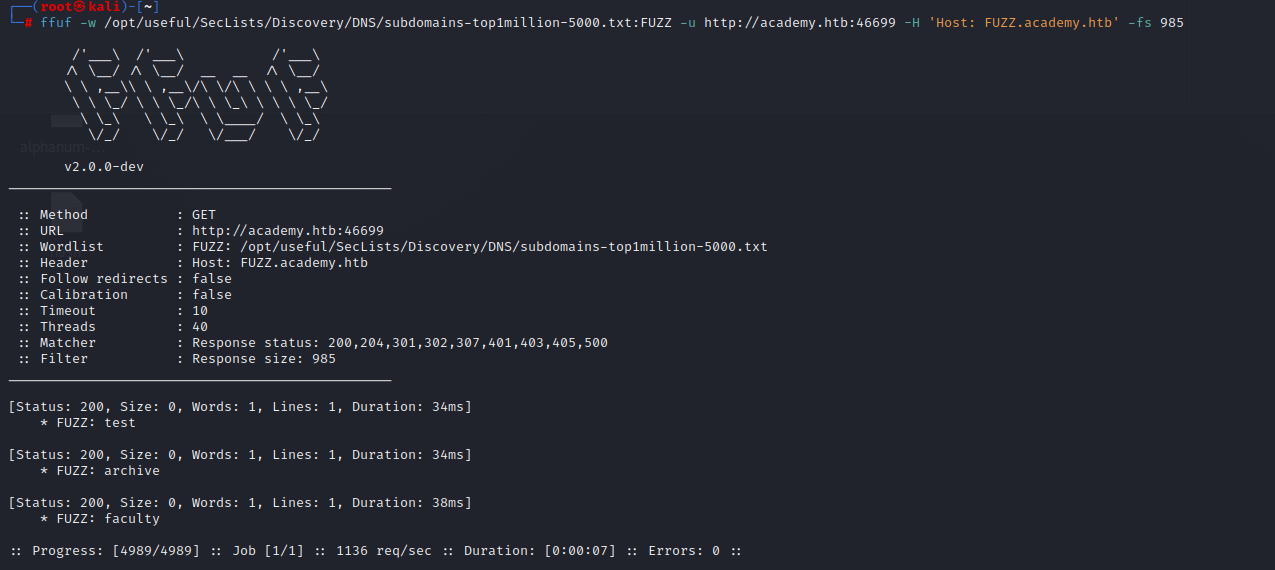 ┌──(root㉿kali)-[~]
└─# ffuf -w /opt/useful/SecLists/Discovery/DNS/subdomains-top1million-5000.txt:FUZZ -u http://academy.htb:46699 -H 'Host: FUZZ.academy.htb' -fs 985
        /'___\  /'___\           /'___\
       /\ \__/ /\ \__/  __  __  /\ \__/
       \ \ ,__\\ \ ,__\/\ \/\ \ \ \ ,__\
        \ \ \_/ \ \ \_/\ \ \_\ \ \ \ \_/
         \ \_\   \ \_\  \ \____/  \ \_\
          \/_/    \/_/   \/___/    \/_/
alphanum-...
       v2.0.0-dev
________________________________________________
 :: Method           : GET
 :: URL              : http://academy.htb:46699
 :: Wordlist         : FUZZ: /opt/useful/SecLists/Discovery/DNS/subdomains-top1million-5000.txt
 :: Header           : Host: FUZZ.academy.htb
 :: Follow redirects : false
 :: Calibration      : false
 :: Timeout          : 10
 :: Threads          : 40
 :: Matcher          : Response status: 200,204,301,302,307,401,403,405,500
 :: Filter           : Response size: 985
________________________________________________
[Status: 200, Size: 0, Words: 1, Lines: 1, Duration: 34ms]
    * FUZZ: test
[Status: 200, Size: 0, Words: 1, Lines: 1, Duration: 34ms]
    * FUZZ: archive
[Status: 200, Size: 0, Words: 1, Lines: 1, Duration: 38ms]
    * FUZZ: faculty
:: Progress: [4989/4989] :: Job [1/1] :: 1136 req/sec :: Duration: [0:00:07] :: Errors: 0 ::